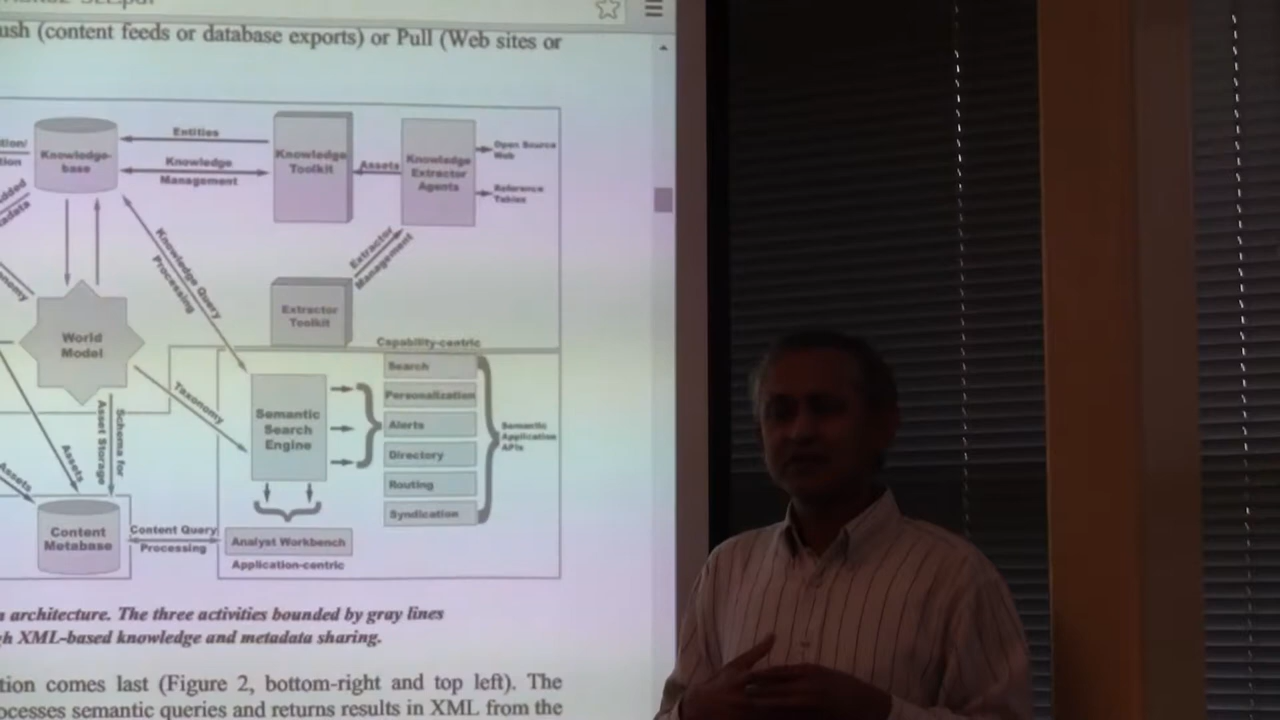 ush (content feeds or database exports) or Pull (Web sites or
Entities
Knowledge-
base
Knowledge
Management
Knowledge
Toolkit
Assets
Knowledge
Extractor
Agents
Open Source
Web
Reference
Tables
Extractor
Management
Knowledge Query
Processing
Extractor
Toolkit
World
Model
Capability-centric
Taxonomy
Semantic
Search
Engine
Search
Personalization
Alerts
Directory
Routing
Syndication
Semantic
Application
APIs
Schema for
Asset Storage
Assets
Assets
Content
Metabase
Content Query
Processing
Analyst Workbench
Application-centric
architecture. The three activities bounded by gray lines
gh XML-based knowledge and metadata sharing.
tion comes last (Figure 2, bottom-right and top left). The
ocesses semantic queries and returns results in XML from the